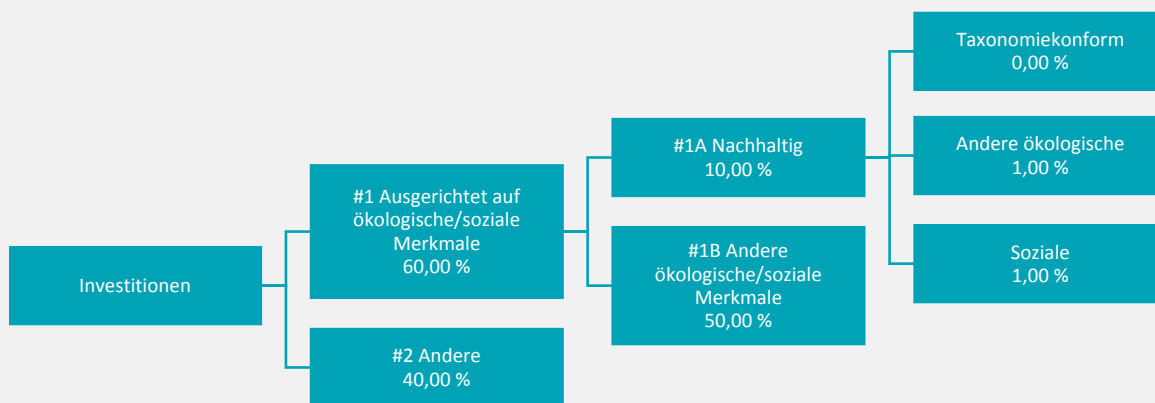 Investitionen
#1 Ausgerichtet auf
ökologische/soziale
Merkmale
60,00 %
#2 Andere
40,00 %
#1A Nachhaltig
10,00 %
#1B Andere
ökologische/soziale
Merkmale
50,00 %
Taxonomiekonform
0,00 %
Andere ökologische
1,00 %
Soziale
1,00 %